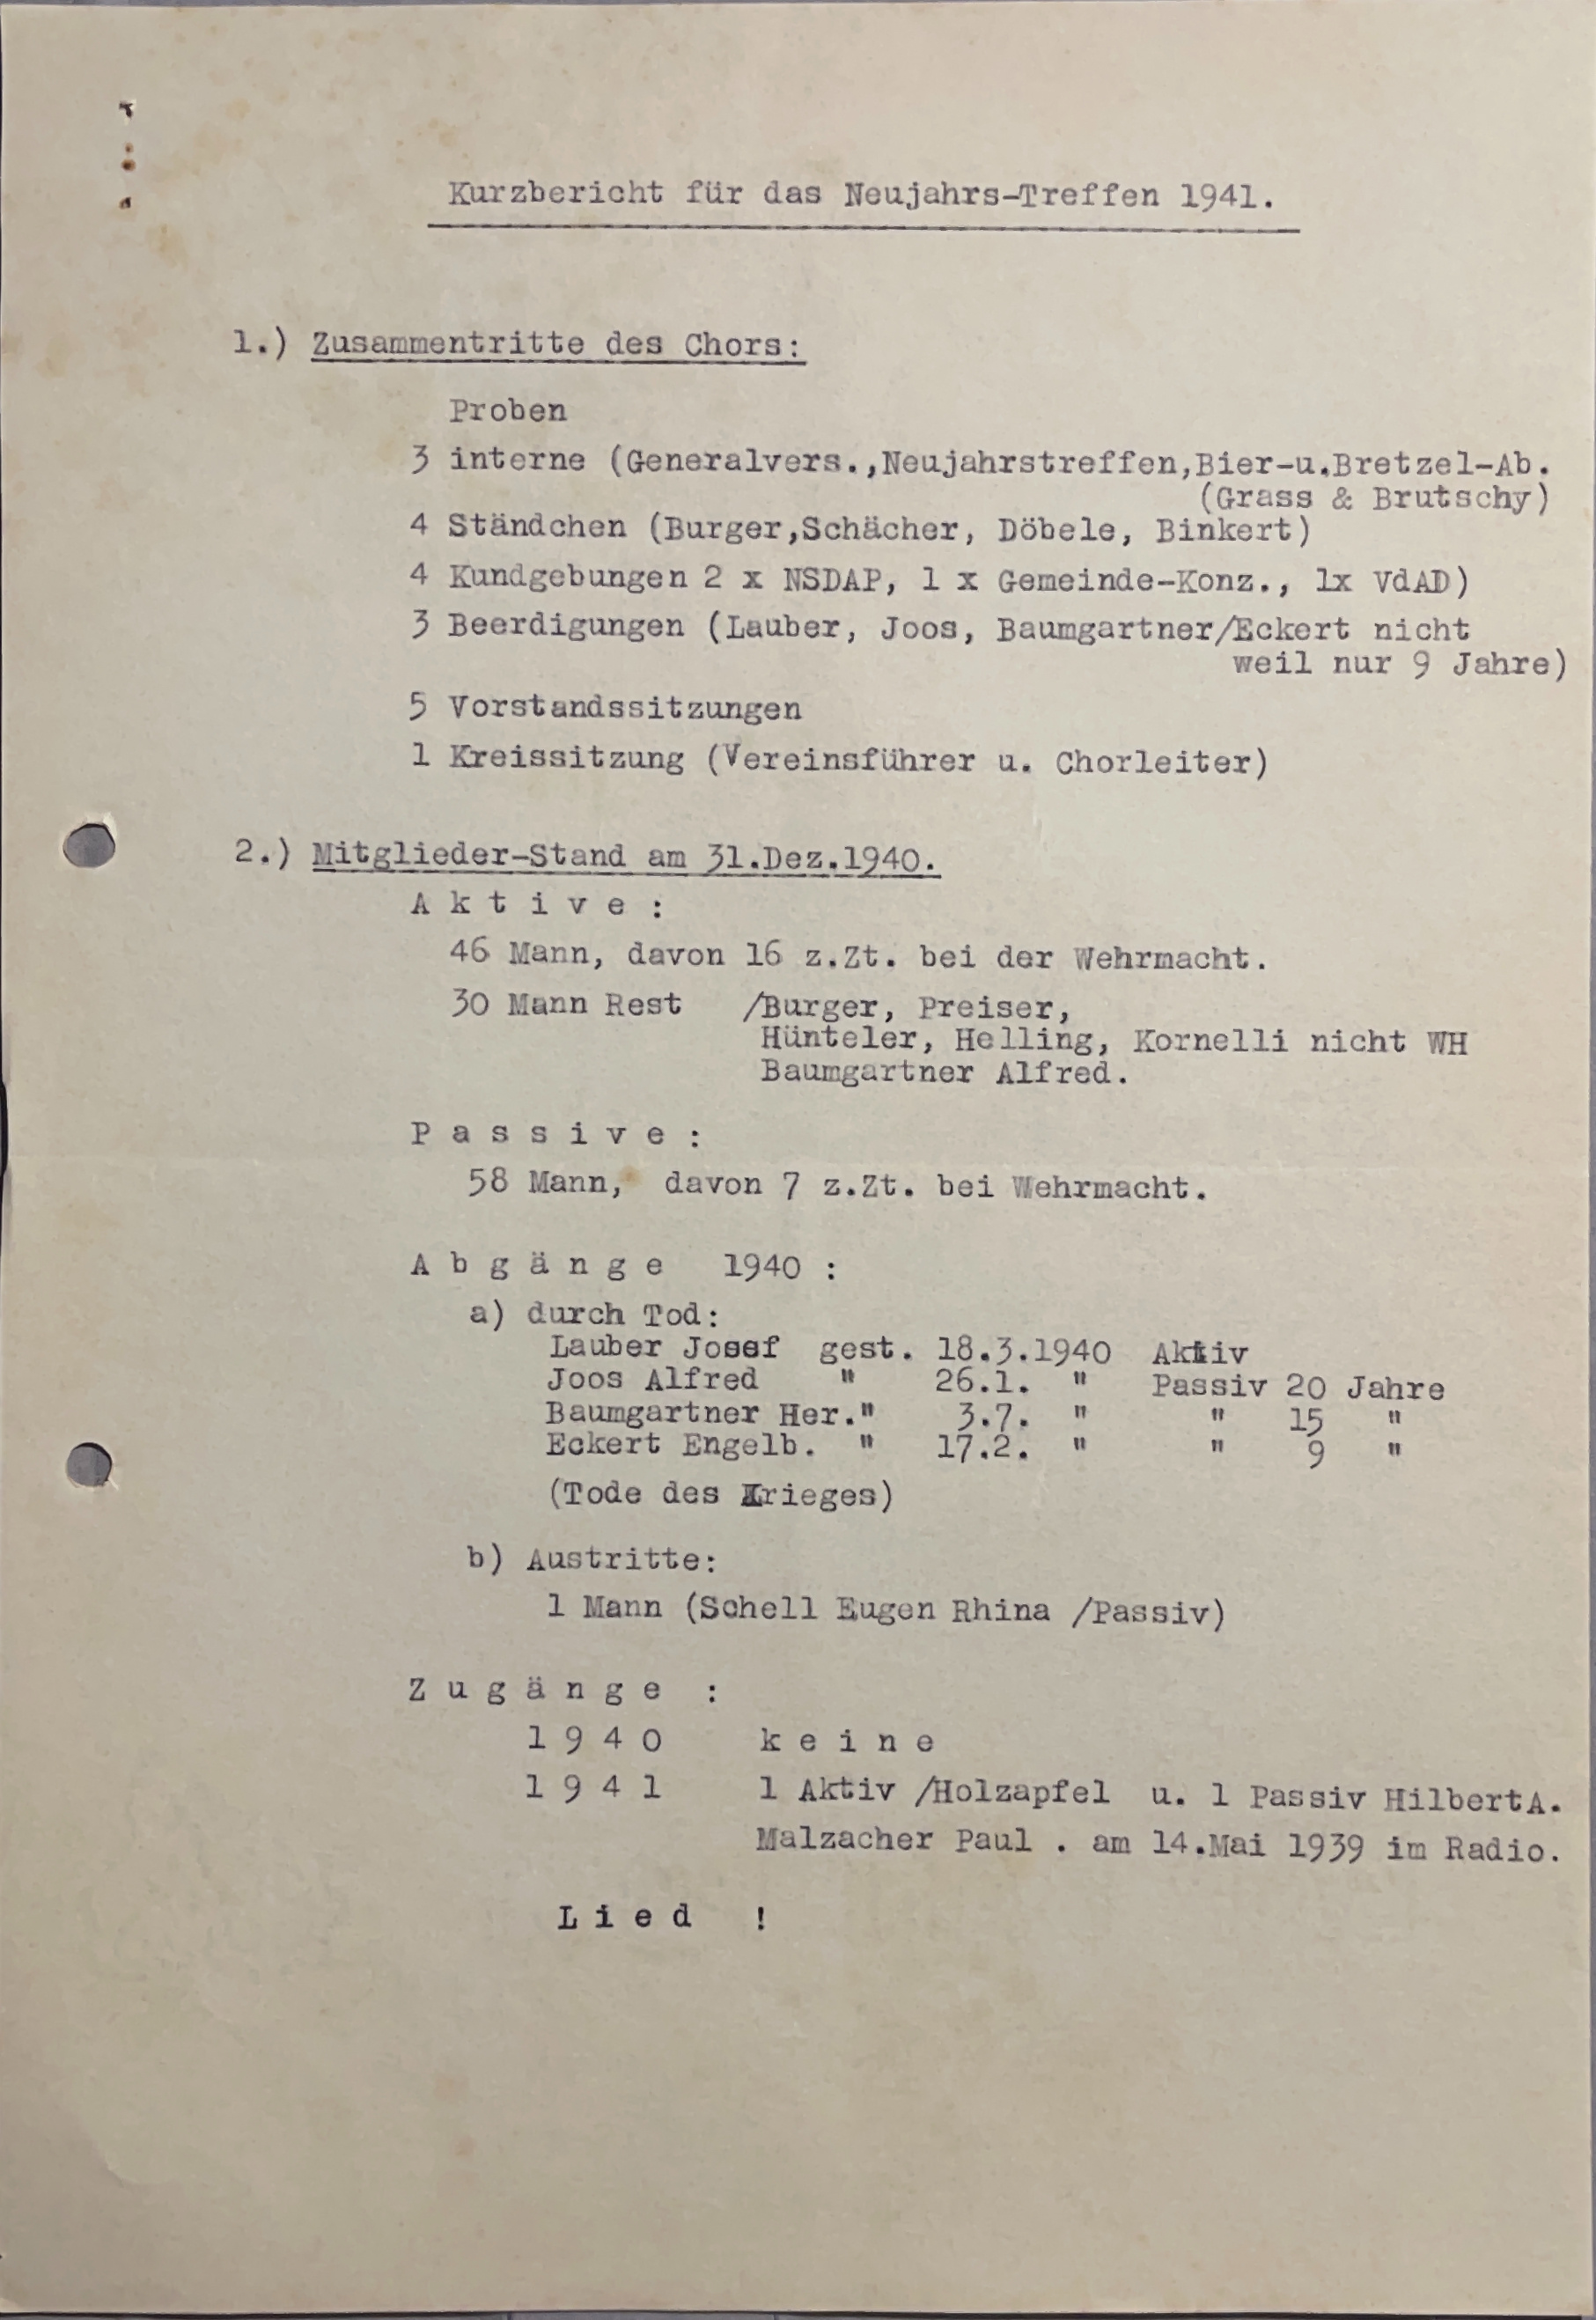 Kurzbericht für das Neujahrs-Treffen 1941.
1.) Zusammentritte des Chors:
Proben
3 interne (Generalvers.,Neujahrstreffen,Bier-u.Bretzel-Ab.
(Grass & Brutschy)
4 Ständchen (Burger,Schächer, Döbele, Binkert)
4 Kundgebungen 2 x NSDAP, 1 x Gemeinde-Konz., 1x VdAD)
3 Beerdigungen (Lauber, Joos, Baumgartner/Eckert nicht
weil nur 9 Jahre)
5 Vorstandssitzungen
1 Kreissitzung (Vereinsführer u. Chorleiter)
2.) Mitglieder-Stand am 31.Dez.1940.
A k t i v e :
46 Mann, davon 16 z.Zt. bei der Wehrmacht.
30 Mann Rest /Burger, Preiser,
Hünteler, Helling, Kornelli nicht WH
Baumgartner Alfred.
P a s s i v e :
58 Mann, davon 7 z.Zt. bei Wehrmacht.
A b g ä n g e 1940 :
a) durch Tod:
Lauber Josef gest. 18.3.1940 Aktiv
Joos Alfred " 26.1. " Passiv 20 Jahre
Baumgartner Her." 3.7. " " 15 "
Eckert Engelb. " 17.2. " " 9 "
(Tode des Krieges)
b) Austritte:
1 Mann (Schell Eugen Rhina /Passiv)
Z u g ä n g e :
1 9 4 0 k e i n e
1 9 4 1 1 Aktiv /Holzapfel u. 1 Passiv HilbertA.
Malzacher Paul . am 14.Mai 1939 im Radio.
L i e d !